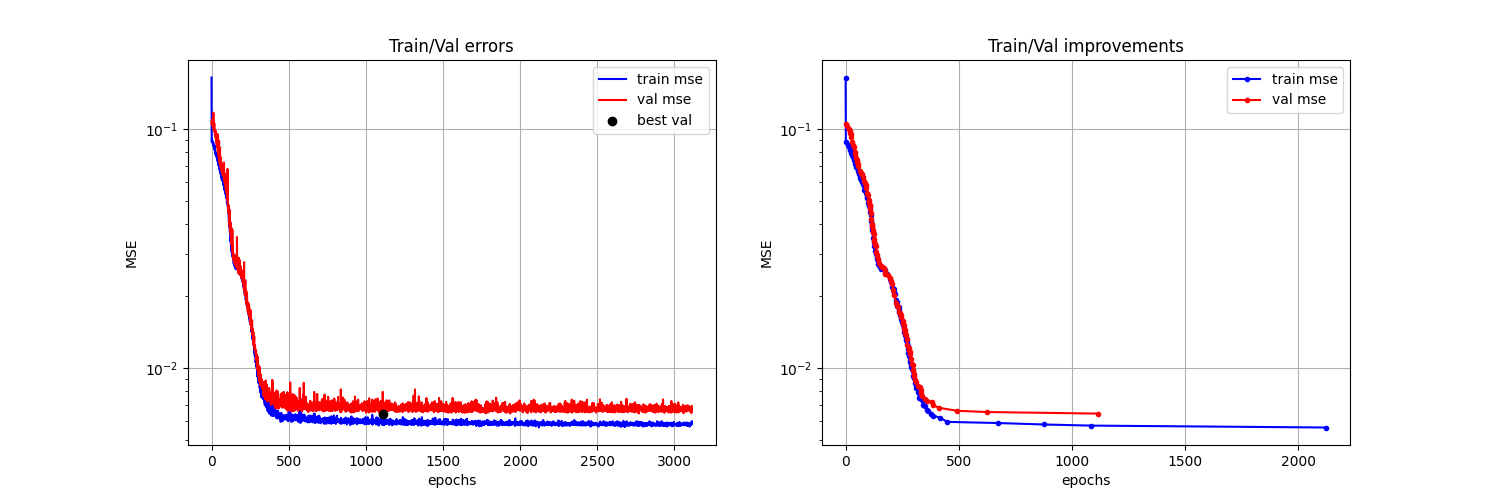 Train/Val errors
train mse
val mse
best val
MSE
10⁻¹
10⁻²
0 500 1000 1500 2000 2500 3000
epochs
Train/Val improvements
train mse
val mse
MSE
10⁻¹
10⁻²
0 500 1000 1500 2000
epochs